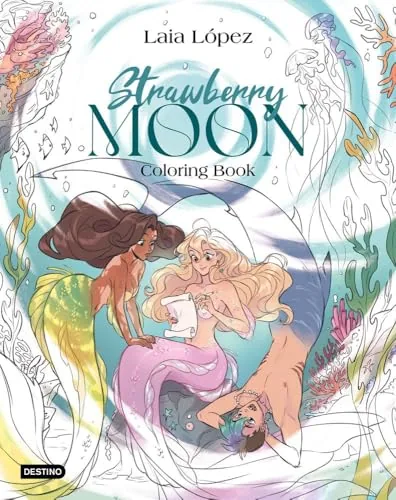 Laia López
Strawberry
MOON
Coloring Book
DESTINO